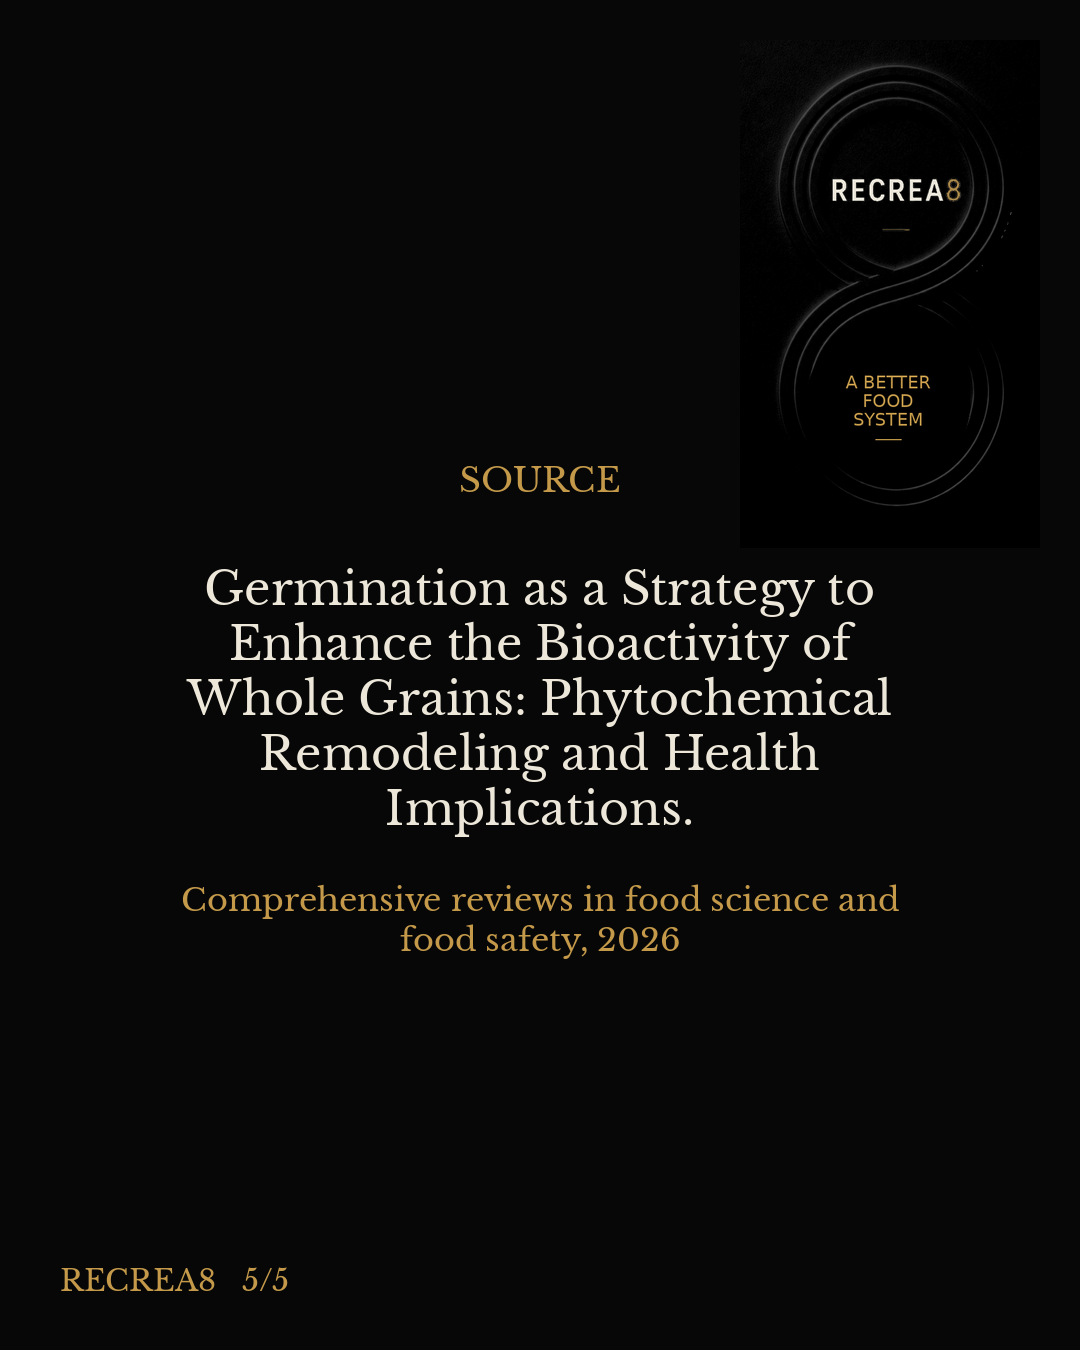 RECREA8
A BETTER
FOOD
SYSTEM
SOURCE
Germination as a Strategy to
Enhance the Bioactivity of
Whole Grains: Phytochemical
Remodeling and Health
Implications.
Comprehensive reviews in food science and
food safety, 2026
RECREA8 5/5